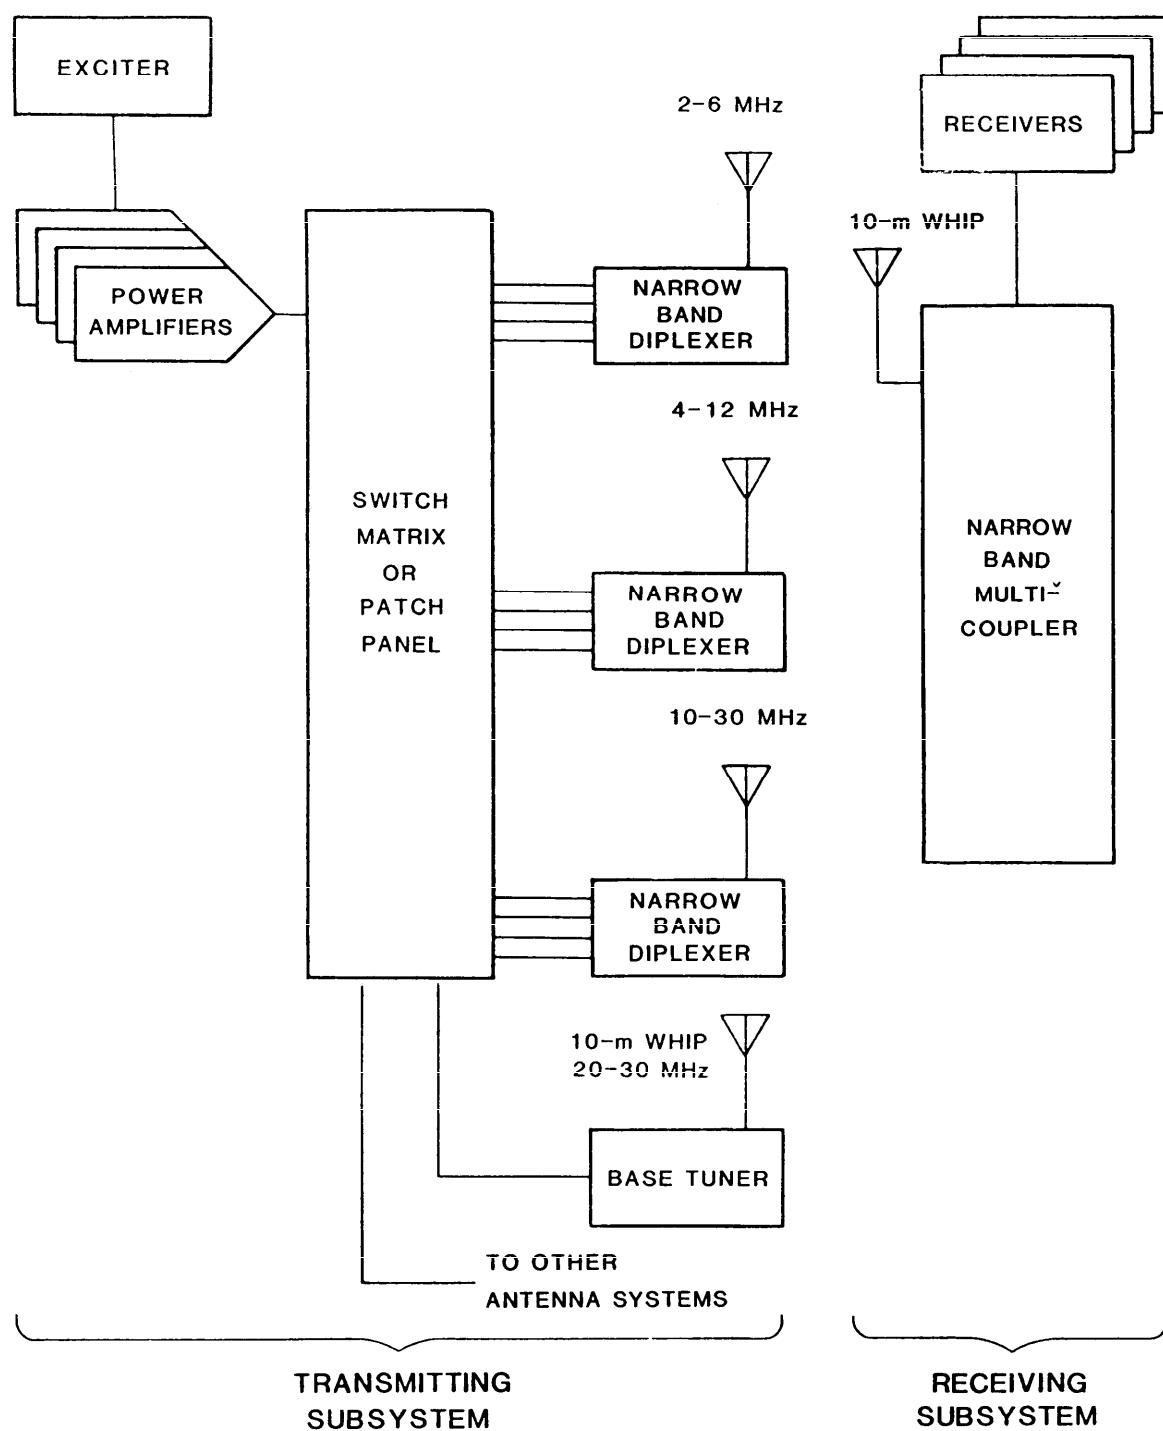 EXCITER
POWER
AMPLIFIERS
SWITCH
MATRIX
OR
PATCH
PANEL
2-6 MHz
NARROW
BAND
DIPLEXER
4-12 MHz
NARROW
BAND
DIPLEXER
10-30 MHz
NARROW
BAND
DIPLEXER
10-m WHIP
20-30 MHz
BASE TUNER
TO OTHER
ANTENNA SYSTEMS
TRANSMITTING
SUBSYSTEM
RECEIVERS
10-m WHIP
NARROW
BAND
MULTI-
COUPLER
RECEIVING
SUBSYSTEM